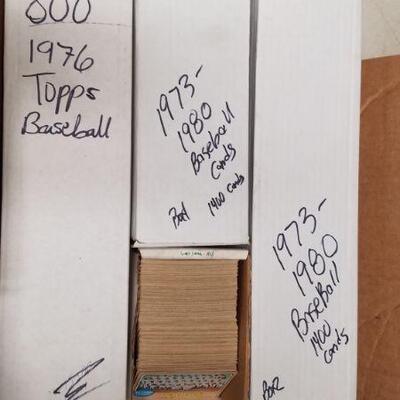 800
1976
Topps
Baseball
1973-
1980
Baseball
Cards
1400 Cards
1973-
1980
BaseBall
1400
Cards